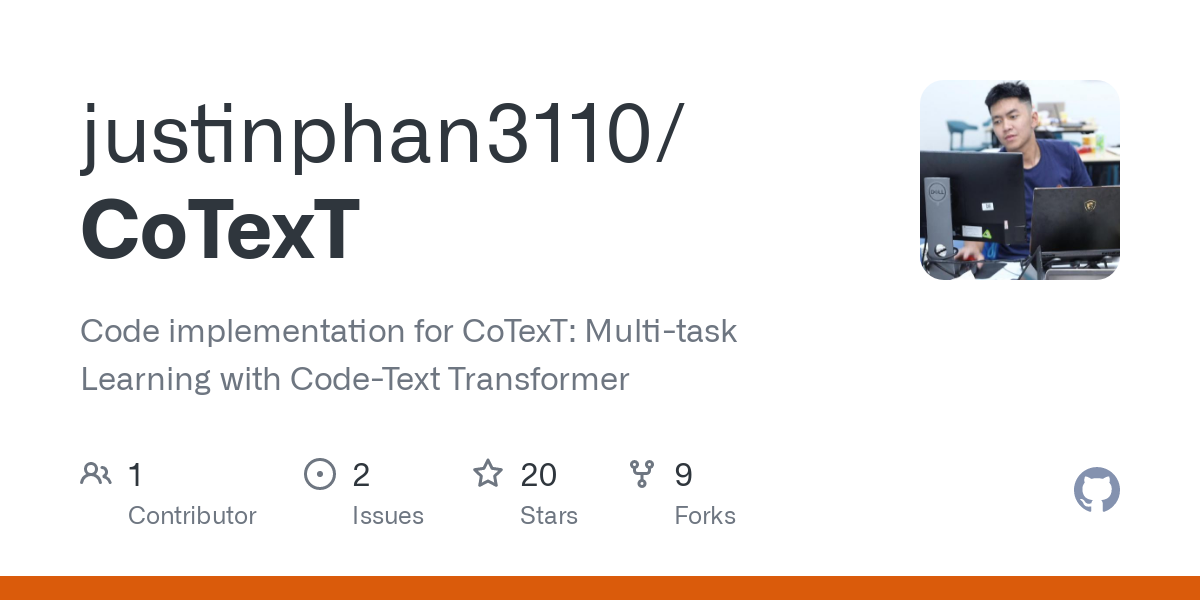 justinphan3110/
CoTexT
Code implementation for CoTexT: Multi-task
Learning with Code-Text Transformer
1
Contributor
2
Issues
20
Stars
9
Forks
DELL